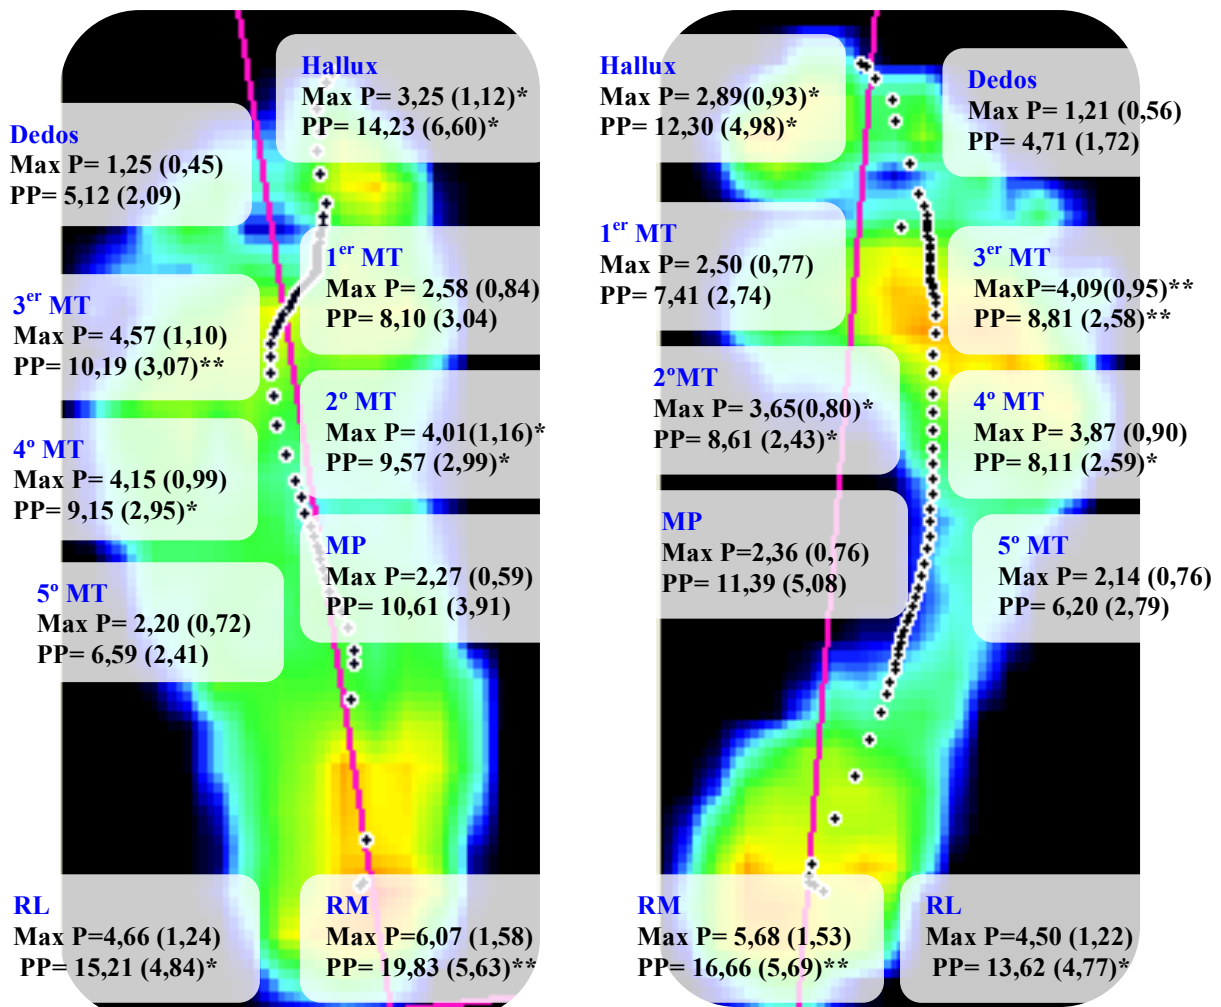 Hallux
Max P= 3,25 (1,12)*
PP= 14,23 (6,60)*
Dedos
Max P= 1,25 (0,45)
PP= 5,12 (2,09)
1er MT
Max P= 2,58 (0,84)
PP= 8,10 (3,04)
3er MT
Max P= 4,57 (1,10)
PP= 10,19 (3,07)**
2º MT
Max P= 4,01(1,16)*
PP= 9,57 (2,99)*
4º MT
Max P= 4,15 (0,99)
PP= 9,15 (2,95)*
MP
Max P=2,27 (0,59)
PP= 10,61 (3,91)
5º MT
Max P= 2,20 (0,72)
PP= 6,59 (2,41)
RL
Max P=4,66 (1,24)
PP= 15,21 (4,84)*
RM
Max P=6,07 (1,58)
PP= 19,83 (5,63)**
Hallux
Max P= 2,89(0,93)*
PP= 12,30 (4,98)*
Dedos
Max P= 1,21 (0,56)
PP= 4,71 (1,72)
1er MT
Max P= 2,50 (0,77)
PP= 7,41 (2,74)
3er MT
MaxP=4,09(0,95)**
PP= 8,81 (2,58)**
2ºMT
Max P= 3,65(0,80)*
PP= 8,61 (2,43)*
4º MT
Max P= 3,87 (0,90)
PP= 8,11 (2,59)*
MP
Max P=2,36 (0,76)
PP= 11,39 (5,08)
5º MT
Max P= 2,14 (0,76)
PP= 6,20 (2,79)
RM
Max P= 5,68 (1,53)
PP= 16,66 (5,69)**
RL
Max P=4,50 (1,22)
PP= 13,62 (4,77)*